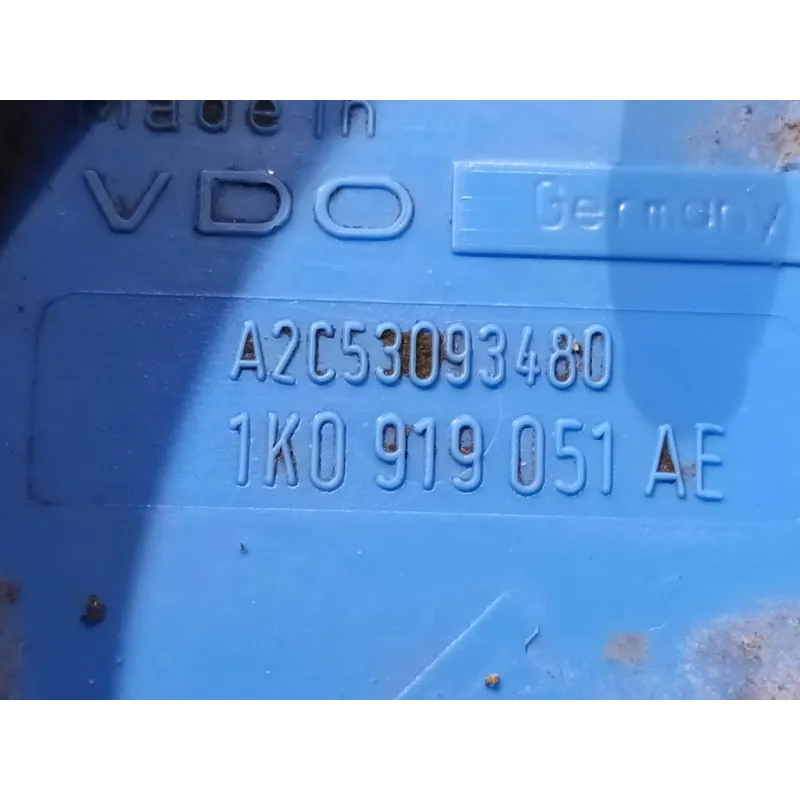 Made in
VDO Germany
A2C53093480
1K0 919 051 AE